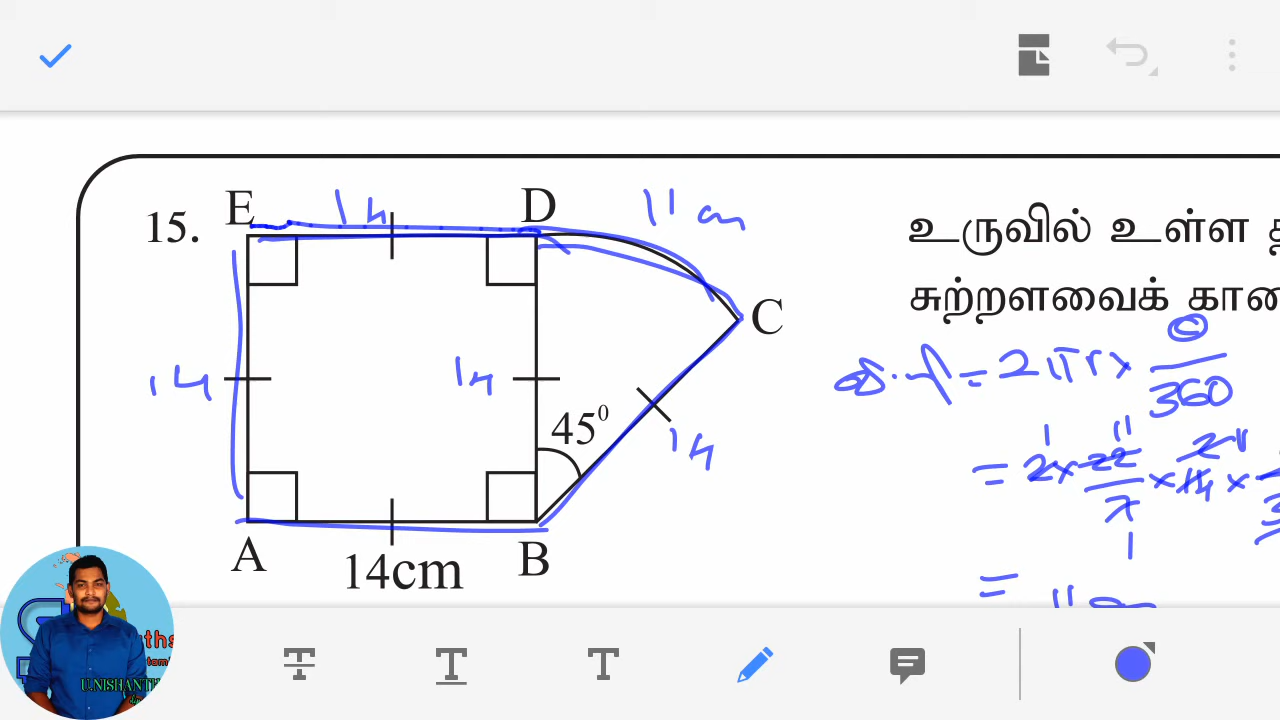 E
14
D
11 cm
15.
C
14
14
45⁰
14
A
14cm
B
உருவில் உள்ள
சுற்றளவைக்
= 2πr × θ/360
= 2 × 22/7 × 14 ×
= 11 cm
U.NISHANTH